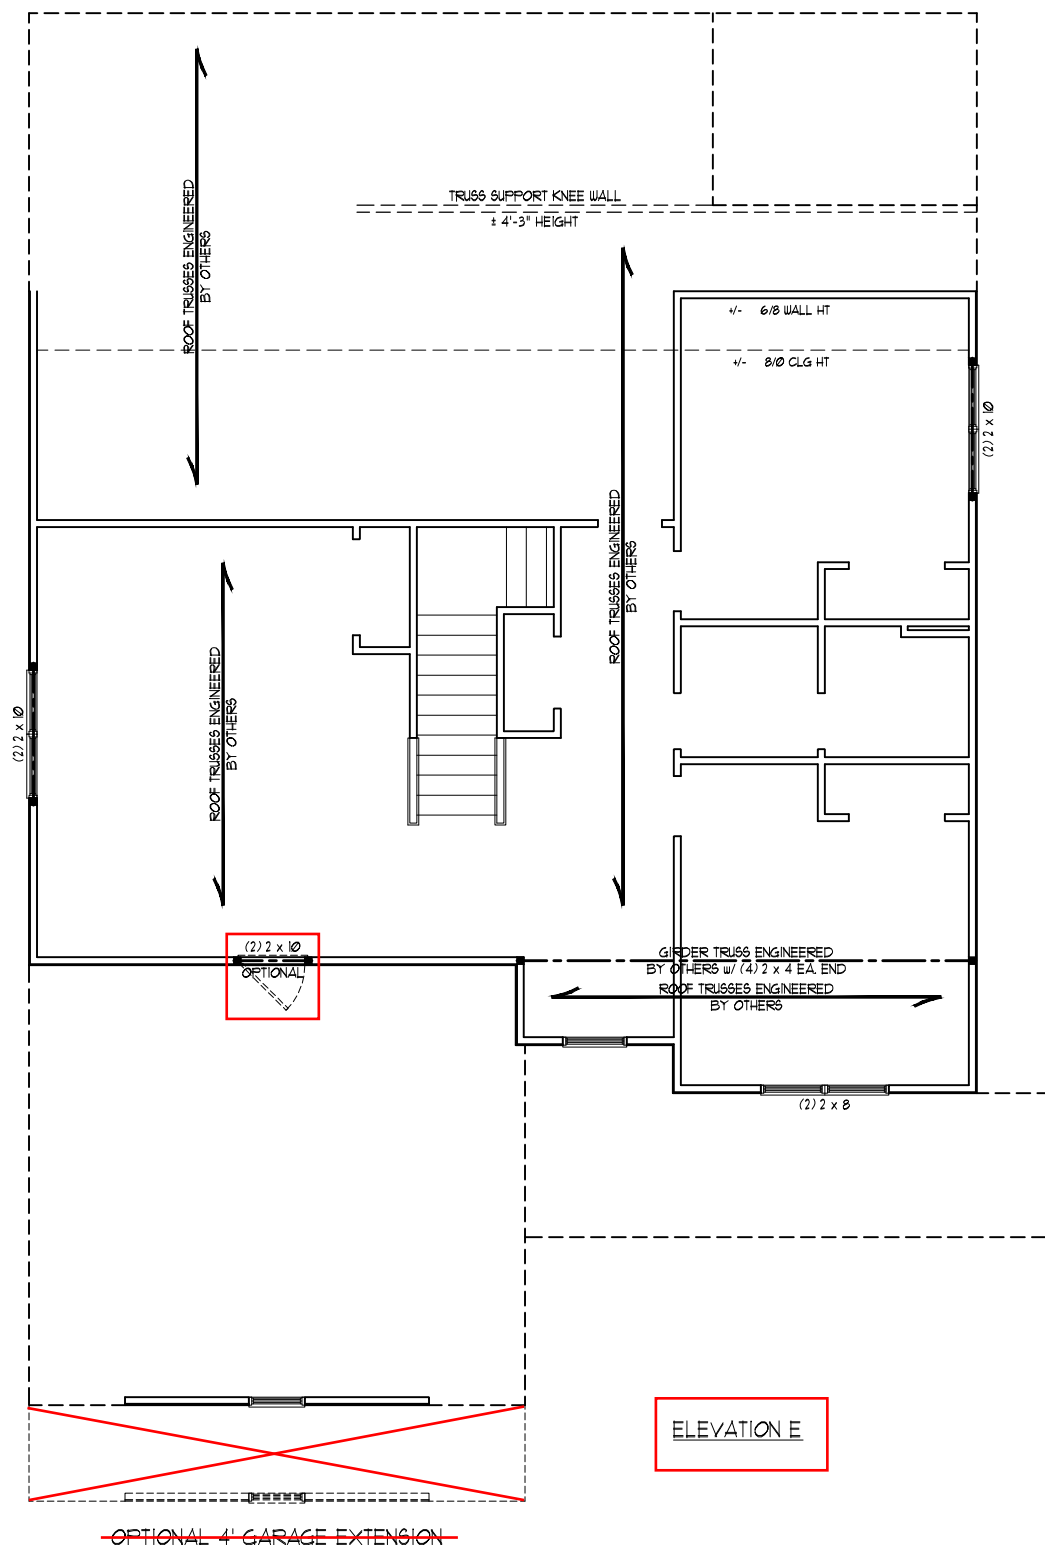 TRUSS SUPPORT KNEE WALL
± 4'-3" HEIGHT
ROOF TRUSSES ENGINEERED
BY OTHERS
+/- 6/8 WALL HT
+/- 8/0 CLG HT
(2) 2 x 10
ROOF TRUSSES ENGINEERED
BY OTHERS
ROOF TRUSSES ENGINEERED
BY OTHERS
(2) 2 x 10
(2) 2 x 10
OPTIONAL
GIRDER TRUSS ENGINEERED
BY OTHERS w/ (4) 2 x 4 EA. END
ROOF TRUSSES ENGINEERED
BY OTHERS
(2) 2 x 8
ELEVATION E
OPTIONAL 4' GARAGE EXTENSION